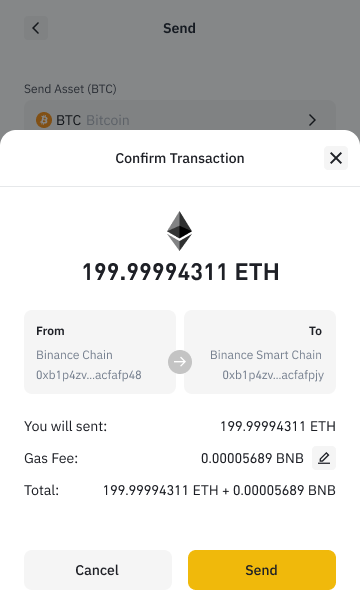 Send
Send Asset (BTC)
BTC Bitcoin
Confirm Transaction
199.99994311 ETH
From
Binance Chain
0xb1p4zv...acfafp48
To
Binance Smart Chain
0xb1p4zv...acfafpjy
You will sent: 199.99994311 ETH
Gas Fee: 0.00005689 BNB
Total: 199.99994311 ETH + 0.00005689 BNB
Cancel
Send